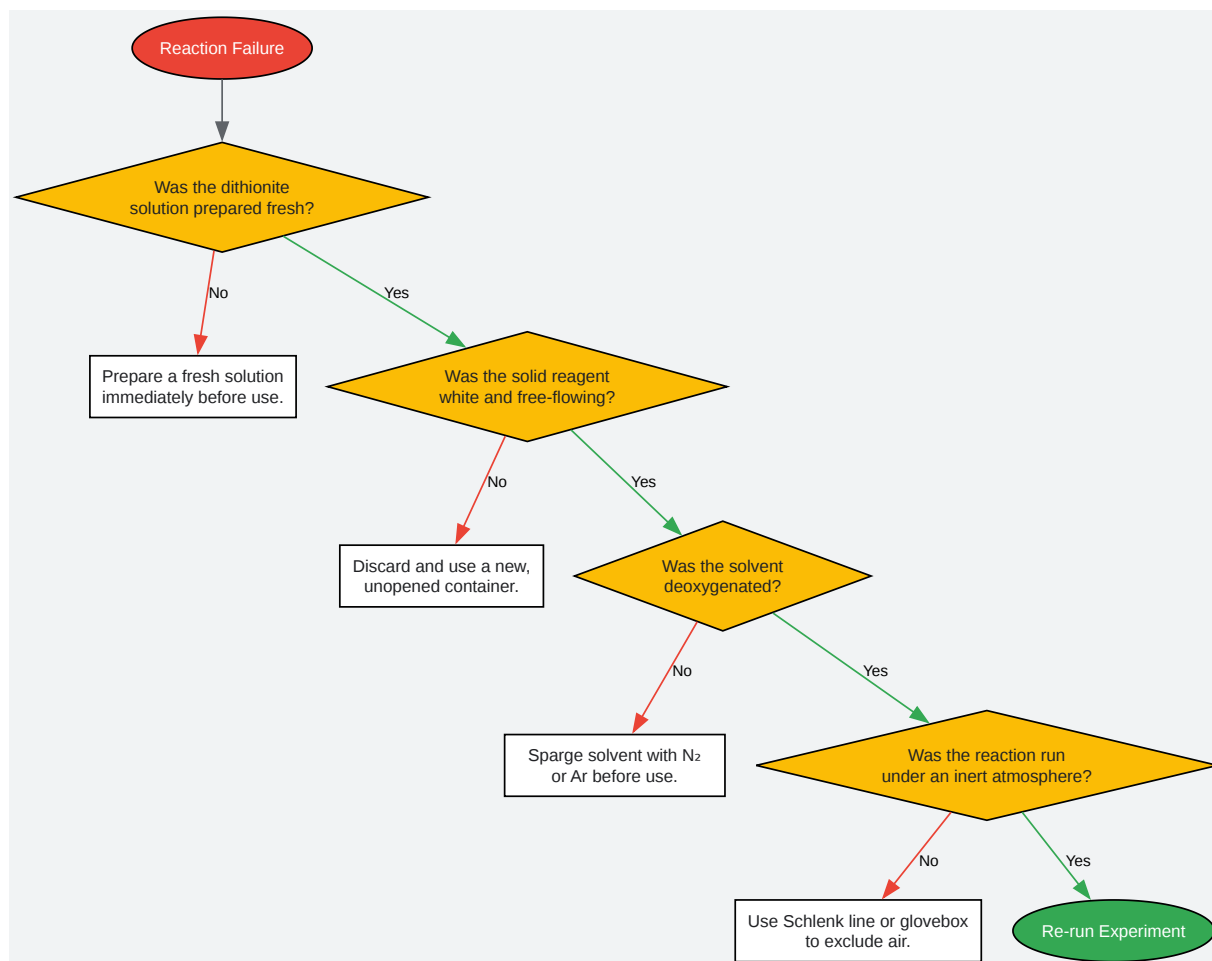 Reaction Failure
Was the dithionite
solution prepared fresh?
No
Yes
Prepare a fresh solution
immediately before use.
Was the solid reagent
white and free-flowing?
No
Yes
Discard and use a new,
unopened container.
Was the solvent
deoxygenated?
No
Yes
Sparge solvent with N₂
or Ar before use.
Was the reaction run
under an inert atmosphere?
No
Yes
Use Schlenk line or glovebox
to exclude air.
Re-run Experiment